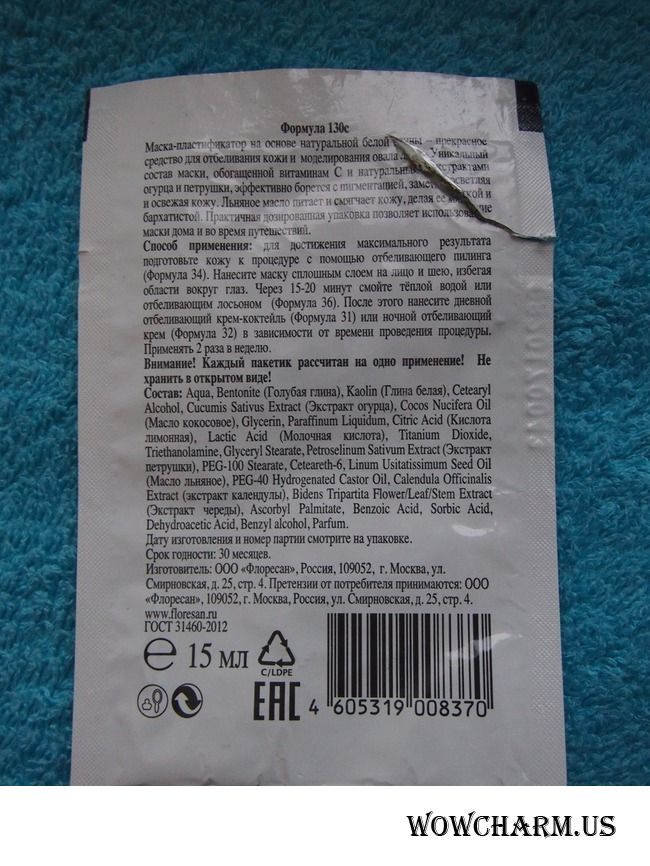 Формула 130с
Маска-пластификатор на основе натуральной белой – прекрасное
средство для отбеливания кожи и моделирования овала Уникальный
состав маски, обогащенной витамином С и натуральны экстрактами
огурца и петрушки, эффективно борется с пигментацией,
и освежая кожу. Льняное масло питает и смягчает кожу, делая ее
бархатистой. Практичная дозированная упаковка позволяет
маски дома и во время путешествий.
Способ применения: для достижения максимального результата
подготовьте кожу к процедуре с помощью отбеливающего пилинга
(Формула 34). Нанесите маску сплошным слоем на лицо и шею, избегая
области вокруг глаз. Через 15-20 минут смойте тёплой водой или
отбеливающим лосьоном (Формула 36). После этого нанесите дневной
отбеливающий крем-коктейль (Формула 31) или ночной отбеливающий
крем (Формула 32) в зависимости от времени проведения процедуры.
Применять 2 раза в неделю.
Внимание! Каждый пакетик рассчитан на одно применение! Не
хранить в открытом виде!
Состав: Aqua, Bentonite (Голубая глина), Kaolin (Глина белая), Cetearyl
Alcohol, Cucumis Sativus Extract (Экстракт огурца), Cocos Nucifera Oil
(Масло кокосовое), Glycerin, Paraffinum Liquidum, Citric Acid (Кислота
лимонная), Lactic Acid (Молочная кислота), Titanium Dioxide,
Triethanolamine, Glyceryl Stearate, Petroselinum Sativum Extract (Экстракт
петрушки), PEG-100 Stearate, Ceteareth-6, Linum Usitatissimum Seed Oil
(Масло льняное), PEG-40 Hydrogenated Castor Oil, Calendula Officinalis
Extract (экстракт календулы), Bidens Tripartita Flower/Leaf/Stem Extract
(Экстракт череды), Ascorbyl Palmitate, Benzoic Acid, Sorbic Acid,
Dehydroacetic Acid, Benzyl alcohol, Parfum.
Дату изготовления и номер партии смотрите на упаковке.
Срок годности: 30 месяцев.
Изготовитель: ООО «Флоресан», Россия, 109052, г. Москва, ул.
Смирновская, д. 25, стр. 4. Претензии от потребителя принимаются: ООО
«Флоресан», 109052, г. Москва, Россия, ул. Смирновская, д. 25, стр. 4.
www.floresan.ru
ГОСТ 31460-2012
℮ 15 мл
C/LDPE
EAC
4 605319 008370
WOWCHARM.US